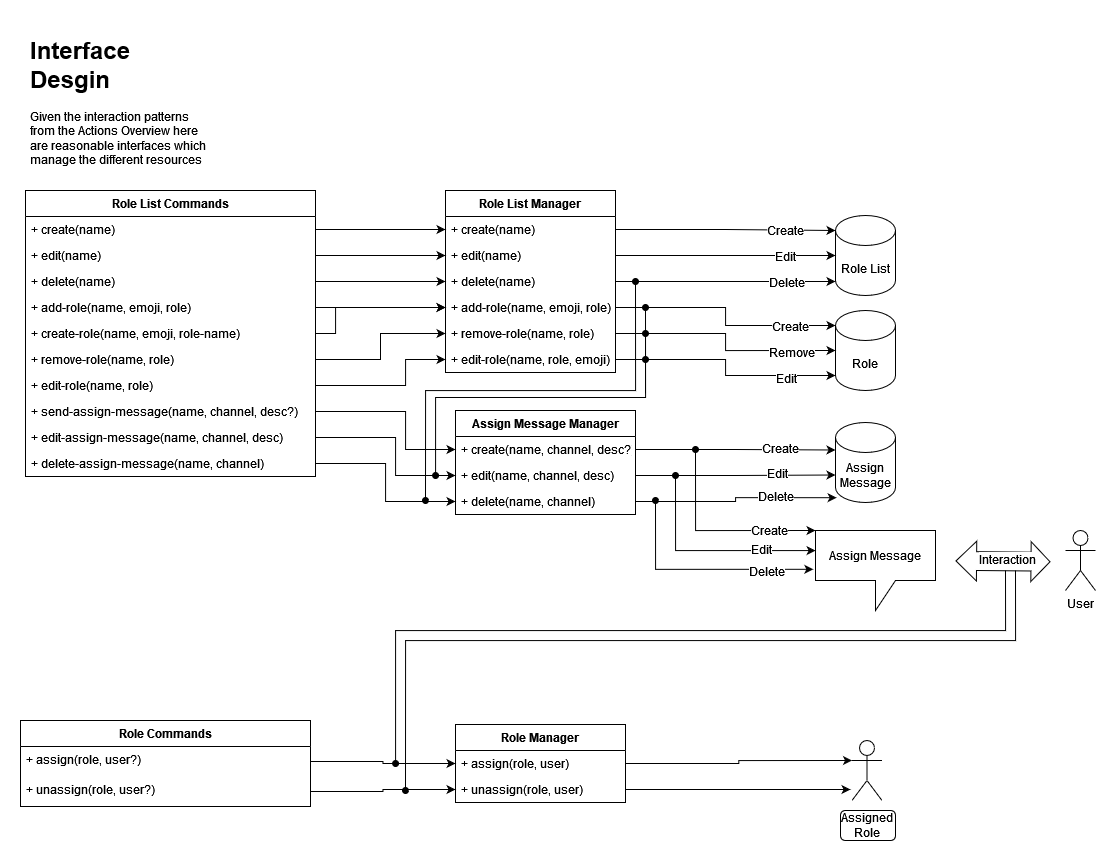 Interface
Desgin
Given the interaction patterns
from the Actions Overview here
are reasonable interfaces which
manage the different resources
Role List Commands
+ create(name)
+ edit(name)
+ delete(name)
+ add-role(name, emoji, role)
+ create-role(name, emoji, role-name)
+ remove-role(name, role)
+ edit-role(name, role)
+ send-assign-message(name, channel, desc?)
+ edit-assign-message(name, channel, desc)
+ delete-assign-message(name, channel)
Role List Manager
+ create(name)
+ edit(name)
+ delete(name)
+ add-role(name, emoji, role)
+ remove-role(name, role)
+ edit-role(name, role, emoji)
Create
Edit
Delete
Role List
Create
Remove
Edit
Role
Assign Message Manager
+ create(name, channel, desc?
+ edit(name, channel, desc)
+ delete(name, channel)
Create
Edit
Delete
Assign
Message
Create
Edit
Delete
Assign Message
Interaction
User
Role Commands
+ assign(role, user?)
+ unassign(role, user?)
Role Manager
+ assign(role, user)
+ unassign(role, user)
Assigned
Role